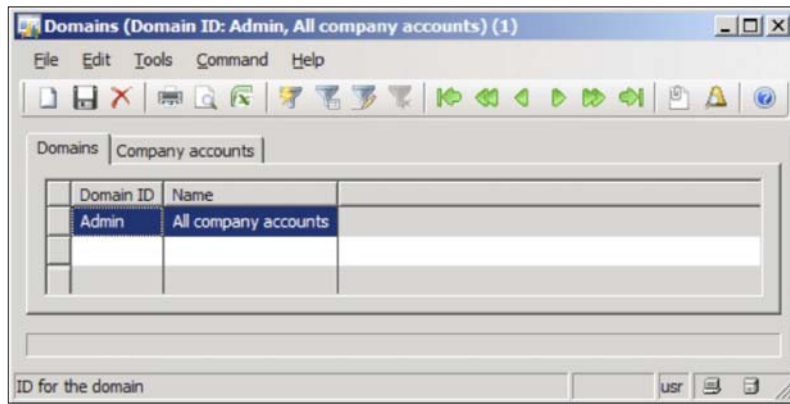 Domains (Domain ID: Admin, All company accounts) (1)
File Edit Tools Command Help
Domains Company accounts
Domain ID Name
Admin All company accounts
ID for the domain usr